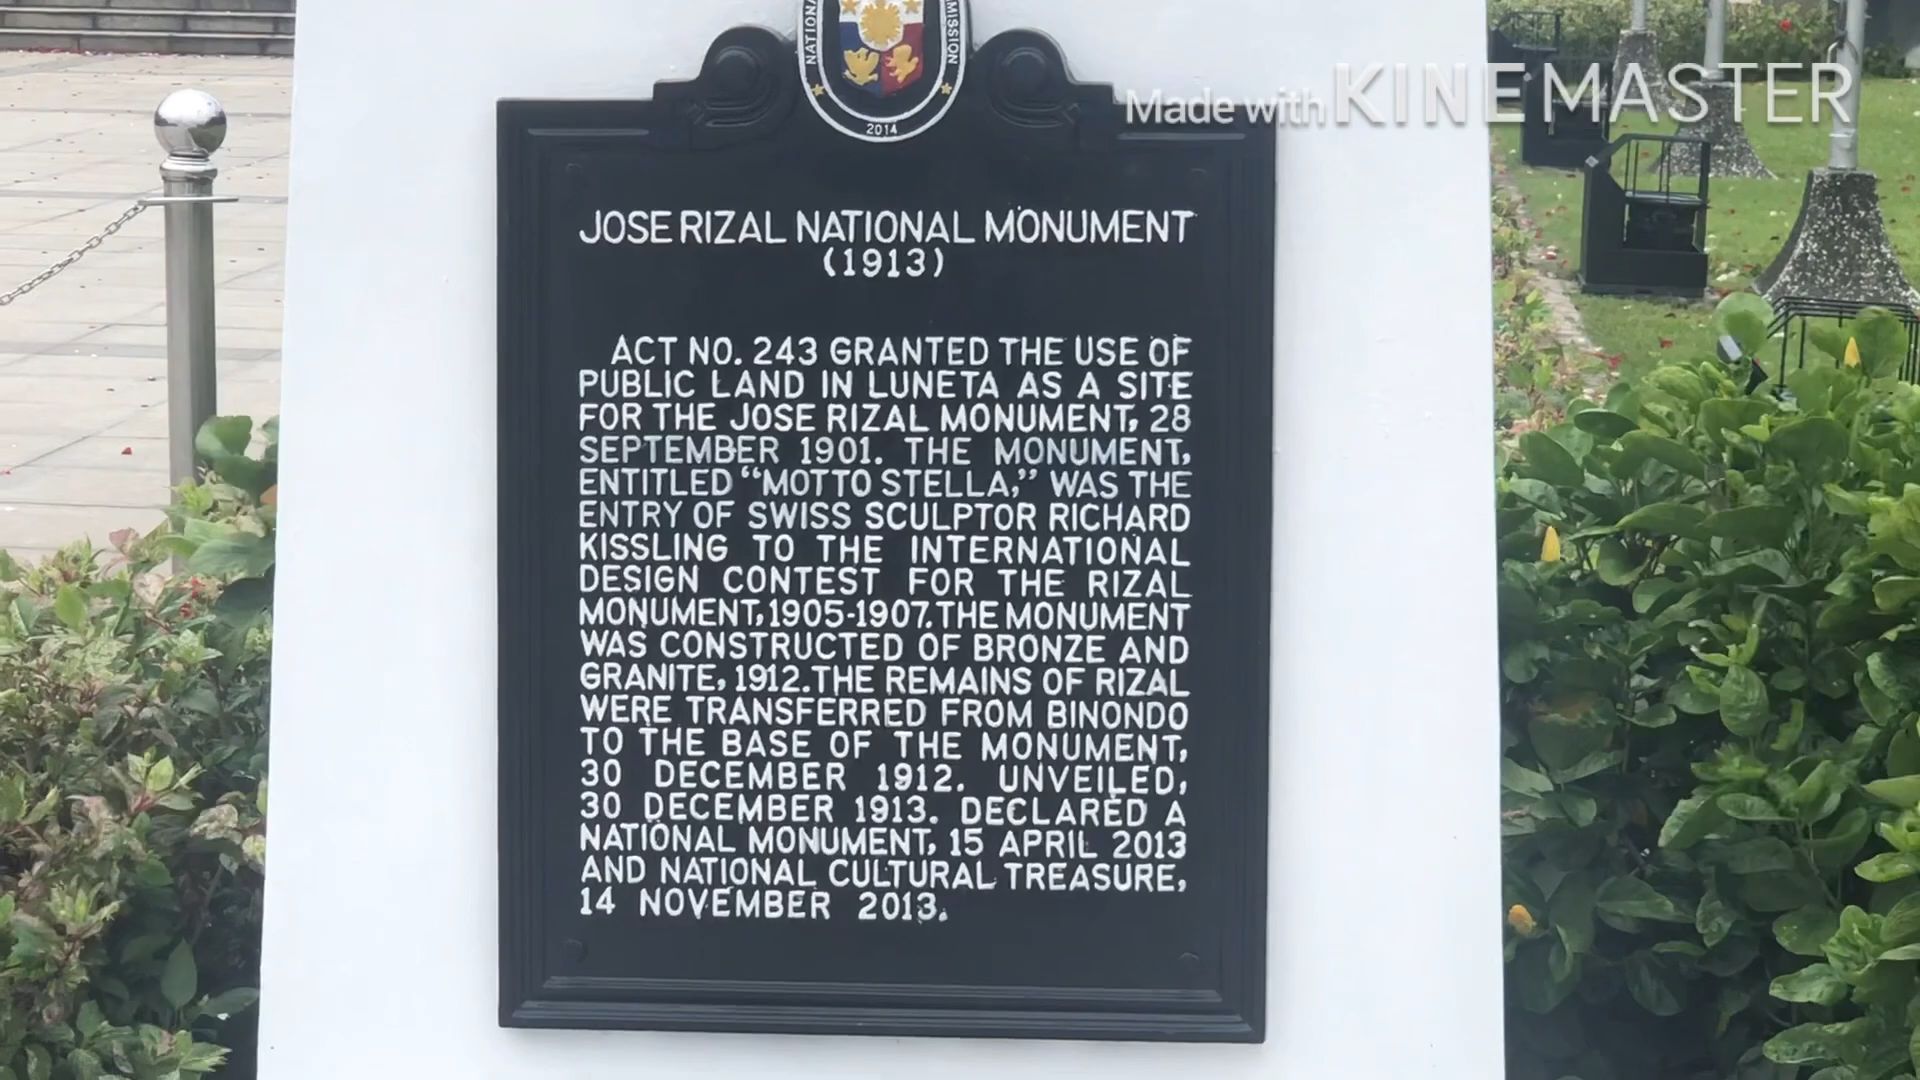 NATIONAL
MISSION
2014
Made with KINEMASTER
JOSE RIZAL NATIONAL MONUMENT
(1913)
ACT NO. 243 GRANTED THE USE OF
PUBLIC LAND IN LUNETA AS A SITE
FOR THE JOSE RIZAL MONUMENT, 28
SEPTEMBER 1901. THE MONUMENT,
ENTITLED “MOTTO STELLA,” WAS THE
ENTRY OF SWISS SCULPTOR RICHARD
KISSLING TO THE INTERNATIONAL
DESIGN CONTEST FOR THE RIZAL
MONUMENT, 1905-1907. THE MONUMENT
WAS CONSTRUCTED OF BRONZE AND
GRANITE, 1912. THE REMAINS OF RIZAL
WERE TRANSFERRED FROM BINONDO
TO THE BASE OF THE MONUMENT,
30 DECEMBER 1912. UNVEILED,
30 DECEMBER 1913. DECLARED A
NATIONAL MONUMENT, 15 APRIL 2013
AND NATIONAL CULTURAL TREASURE,
14 NOVEMBER 2013.